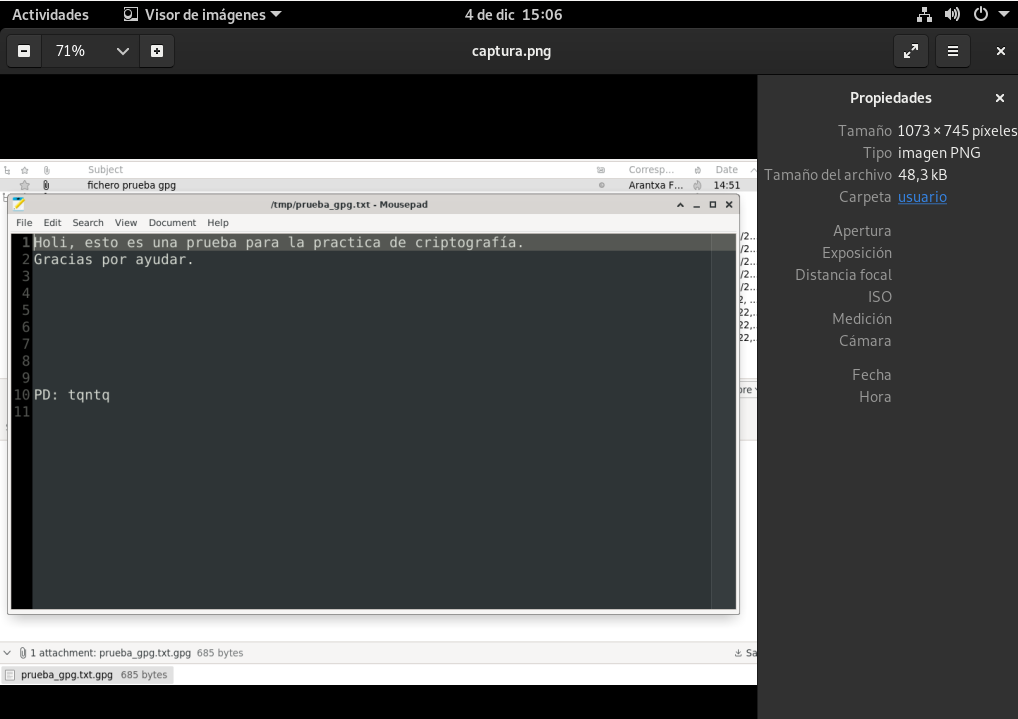 Actividades Visor de imágenes 4 de dic 15:06
71% captura.png
Propiedades
Tamaño 1073 × 745 píxeles
Tipo imagen PNG
Tamaño del archivo 48,3 kB
Carpeta usuario
Apertura
Exposición
Distancia focal
ISO
Medición
Cámara
Fecha
Hora
Subject Corresp... Date
fichero prueba gpg Arantxa F... 14:51
/tmp/prueba_gpg.txt - Mousepad
File Edit Search View Document Help
1 Holi, esto es una prueba para la practica de criptografía.
2 Gracias por ayudar.
3
4
5
6
7
8
9
10 PD: tqntq
11
1 attachment: prueba_gpg.txt.gpg 685 bytes
prueba_gpg.txt.gpg 685 bytes